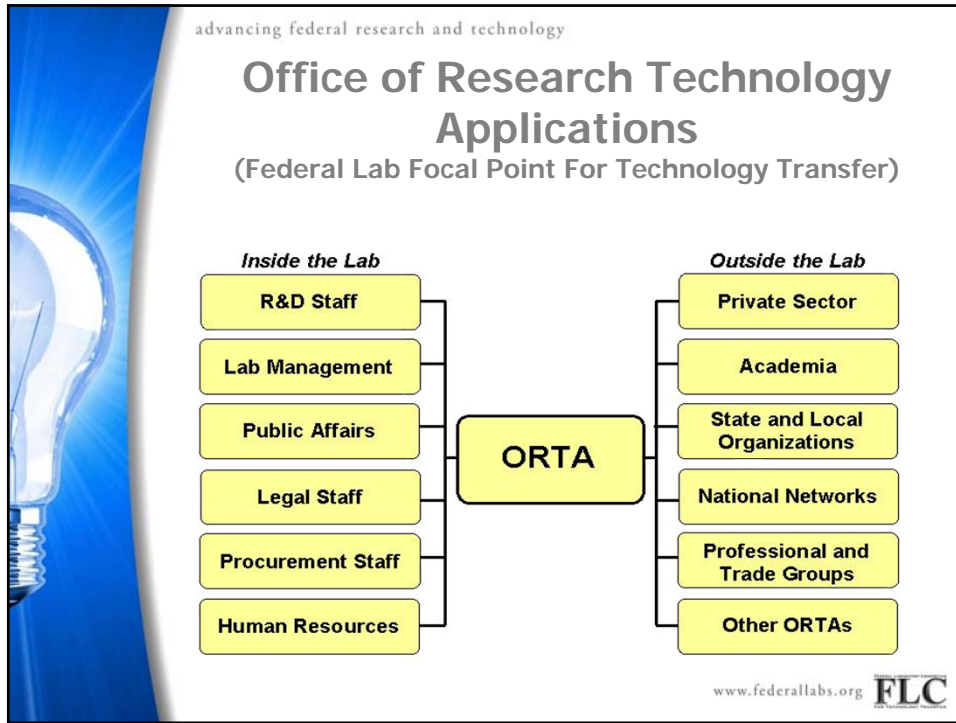 advancing federal research and technology
Office of Research Technology
Applications
(Federal Lab Focal Point For Technology Transfer)
Inside the Lab
R&D Staff
Lab Management
Public Affairs
Legal Staff
Procurement Staff
Human Resources
ORTA
Outside the Lab
Private Sector
Academia
State and Local
Organizations
National Networks
Professional and
Trade Groups
Other ORTAs
www.federallabs.org
FLC